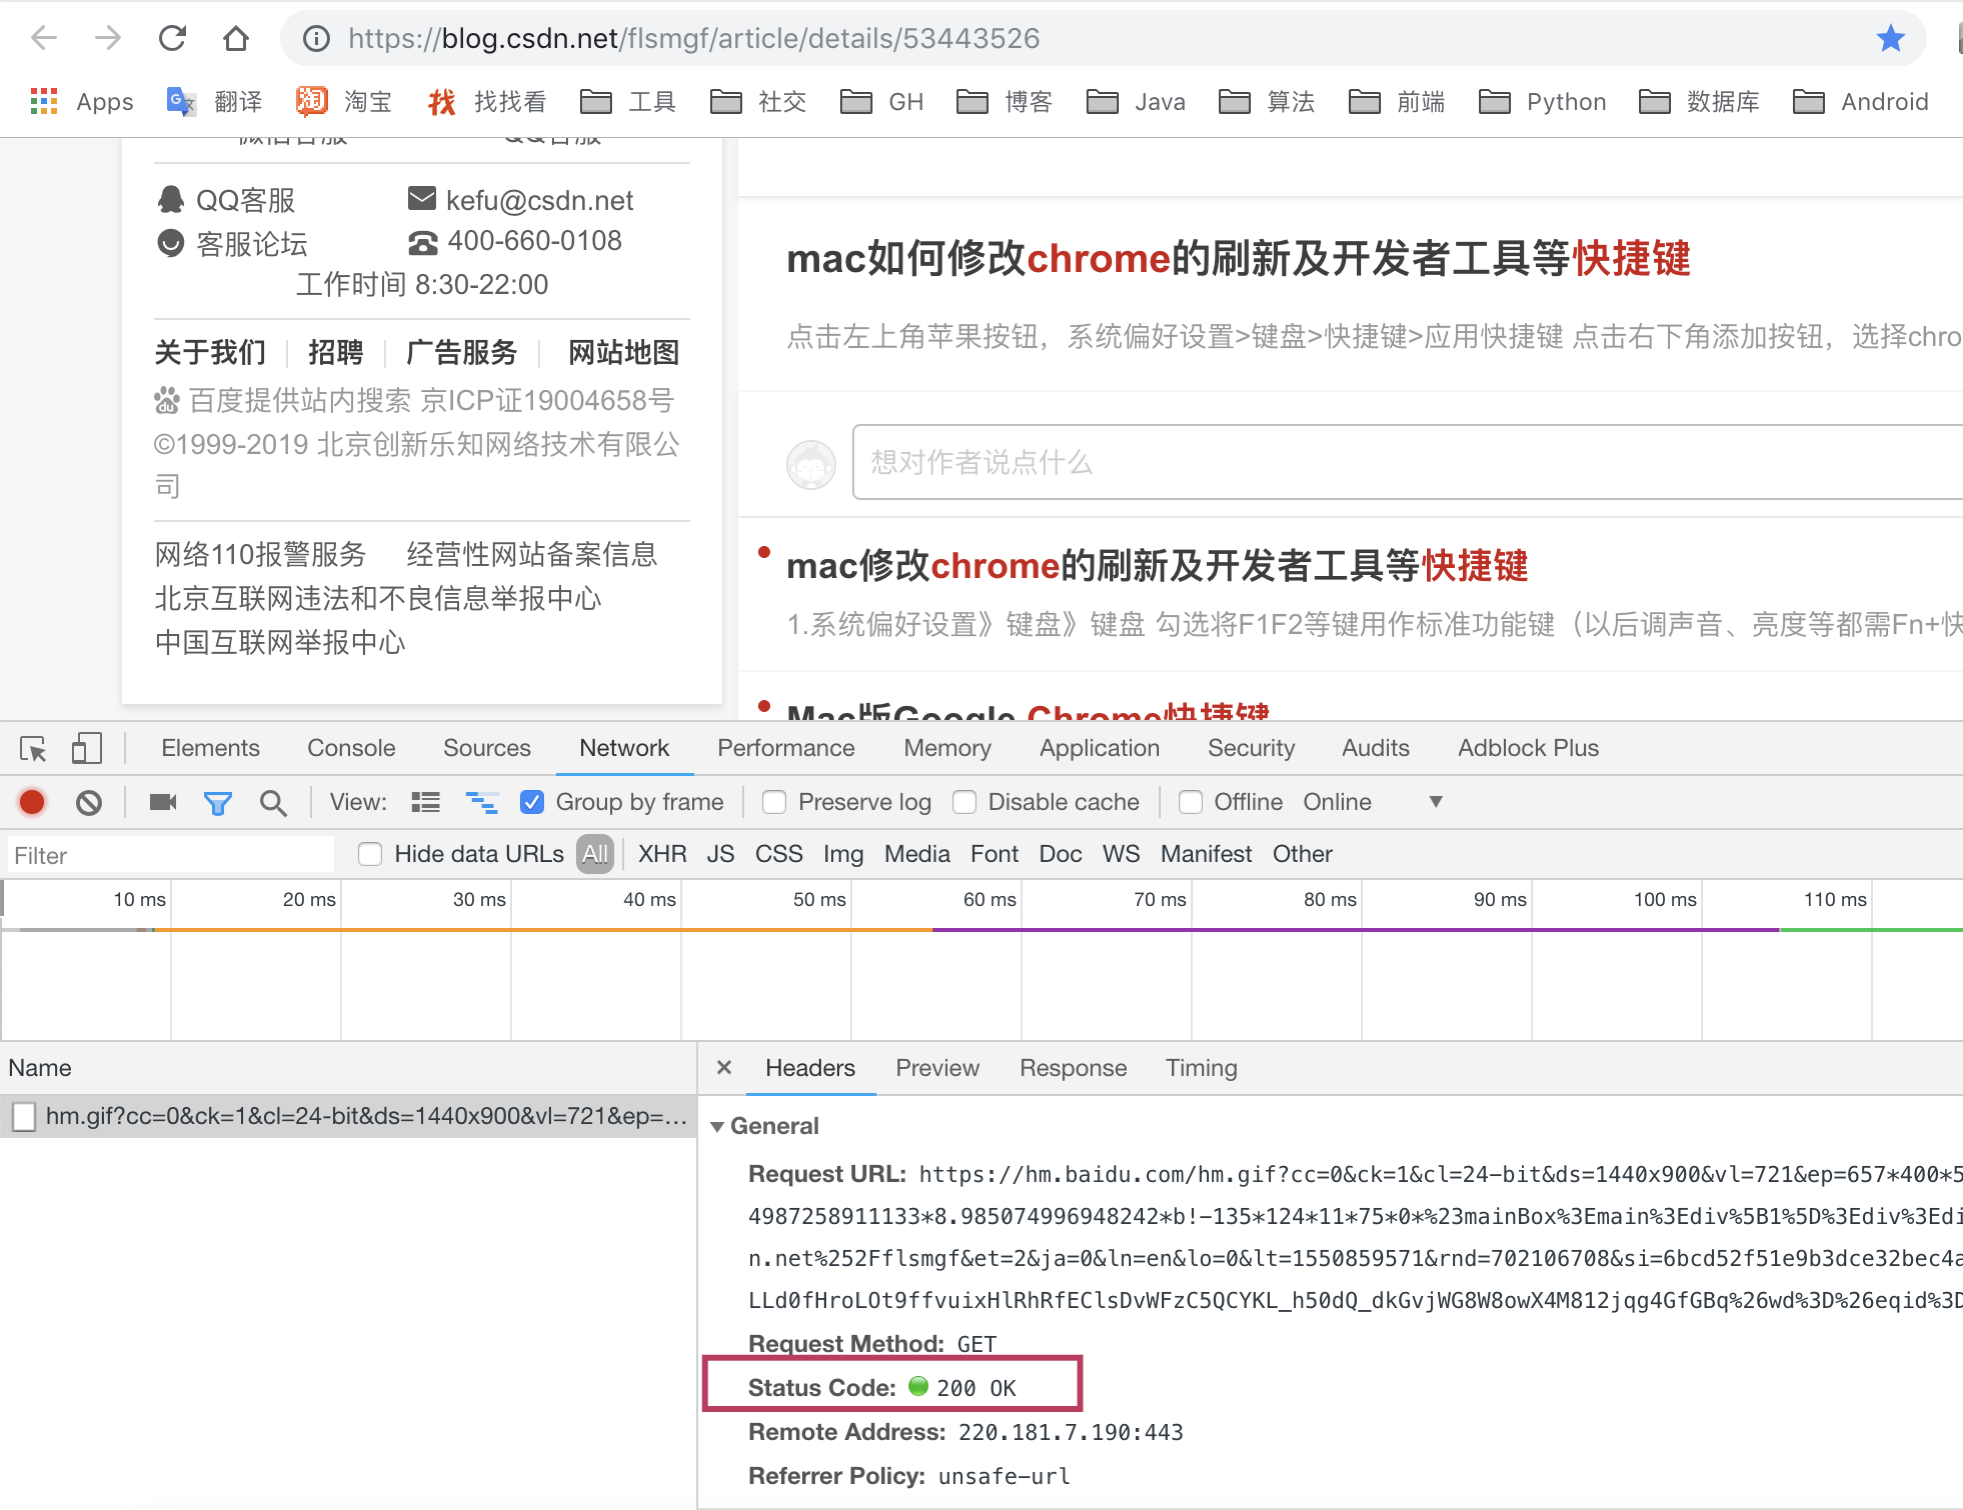 https://blog.csdn.net/flsmgf/article/details/53443526
Apps 翻译 淘宝 找找看 工具 社交 GH 博客 Java 算法 前端 Python 数据库 Android
微信客服 QQ客服
QQ客服 kefu@csdn.net
客服论坛 400-660-0108
工作时间 8:30-22:00
关于我们 招聘 广告服务 网站地图
百度提供站内搜索 京ICP证19004658号
©1999-2019 北京创新乐知网络技术有限公
司
网络110报警服务 经营性网站备案信息
北京互联网违法和不良信息举报中心
中国互联网举报中心
mac如何修改chrome的刷新及开发者工具等快捷键
点击左上角苹果按钮，系统偏好设置>键盘>快捷键>应用快捷键 点击右下角添加按钮，选择chro
想对作者说点什么
mac修改chrome的刷新及开发者工具等快捷键
1.系统偏好设置》键盘》键盘 勾选将F1F2等键用作标准功能键（以后调声音、亮度等都需Fn+快
Mac版Google Chrome快捷键
Elements Console Sources Network Performance Memory Application Security Audits Adblock Plus
View: Group by frame Preserve log Disable cache Offline Online
Filter Hide data URLs All XHR JS CSS Img Media Font Doc WS Manifest Other
10 ms 20 ms 30 ms 40 ms 50 ms 60 ms 70 ms 80 ms 90 ms 100 ms 110 ms
Name
hm.gif?cc=0&ck=1&cl=24-bit&ds=1440x900&vl=721&ep=...
× Headers Preview Response Timing
General
Request URL: https://hm.baidu.com/hm.gif?cc=0&ck=1&cl=24-bit&ds=1440x900&vl=721&ep=657*400*5
4987258911133*8.985074996948242*b!-135*124*11*75*0*%23mainBox%3Emain%3Ediv%5B1%5D%3Ediv%3Edi
n.net%252Fflsmgf&et=2&ja=0&ln=en&lo=0&lt=1550859571&rnd=702106708&si=6bcd52f51e9b3dce32bec4a
LLd0fHroLOt9ffvuixHlRhRfEClsDvWFzC5QCYKL_h50dQ_dkGvjWG8W8owX4M812jqg4GfGBq%26wd%3D%26eqid%3D
Request Method: GET
Status Code: 200 OK
Remote Address: 220.181.7.190:443
Referrer Policy: unsafe-url